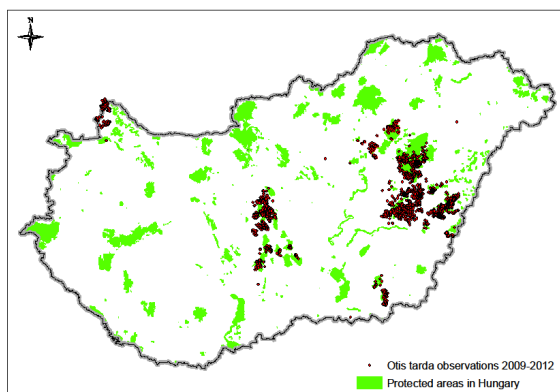 N
Otis tarda observations 2009-2012
Protected areas in Hungary